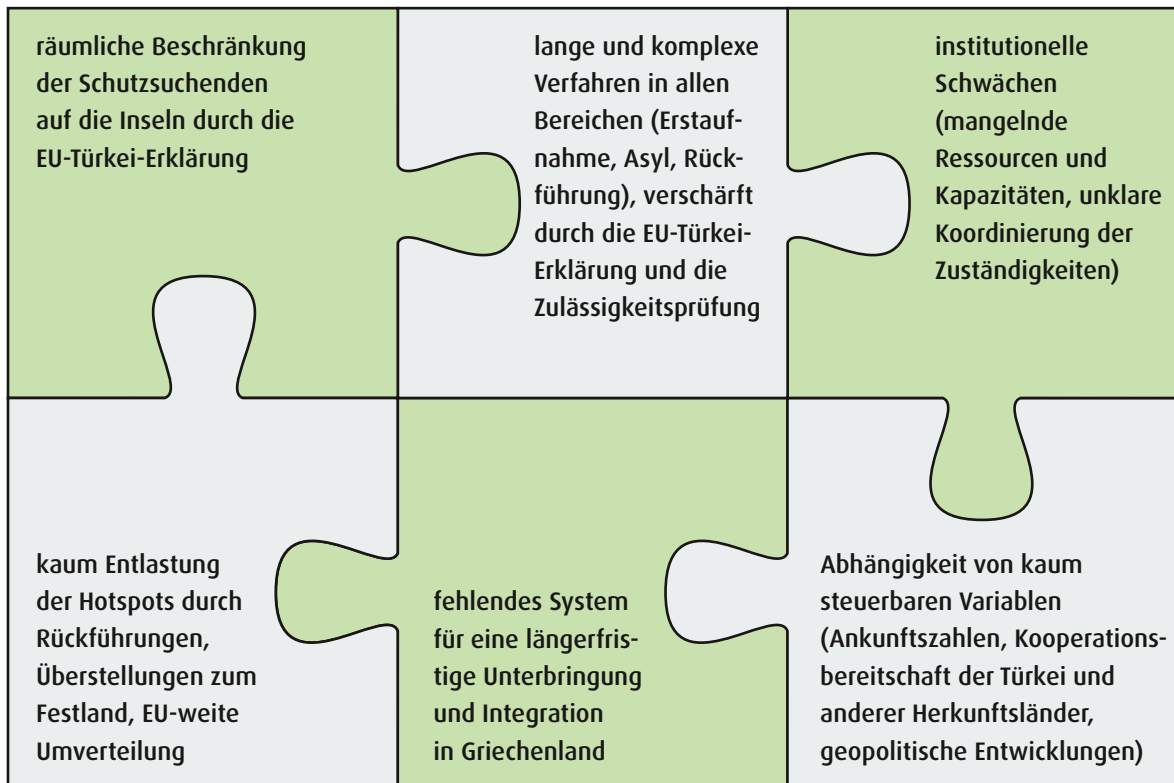 räumliche Beschränkung
der Schutzsuchenden
auf die Inseln durch die
EU-Türkei-Erklärung
lange und komplexe
Verfahren in allen
Bereichen (Erstauf-
nahme, Asyl, Rück-
führung), verschärft
durch die EU-Türkei-
Erklärung und die
Zulässigkeitsprüfung
institutionelle
Schwächen
(mangelnde
Ressourcen und
Kapazitäten, unklare
Koordinierung der
Zuständigkeiten)
kaum Entlastung
der Hotspots durch
Rückführungen,
Überstellungen zum
Festland, EU-weite
Umverteilung
fehlendes System
für eine längerfris-
tige Unterbringung
und Integration
in Griechenland
Abhängigkeit von kaum
steuerbaren Variablen
(Ankunftszahlen, Kooperations-
bereitschaft der Türkei und
anderer Herkunftsländer,
geopolitische Entwicklungen)